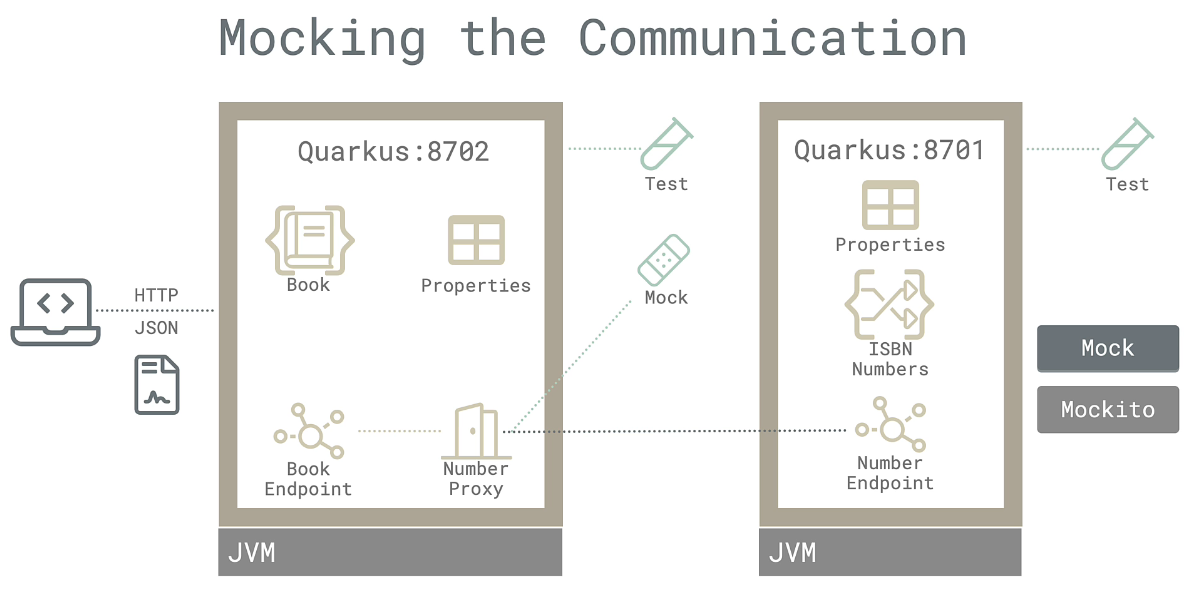 Mocking the Communication
HTTP
JSON
Quarkus:8702
Book
Properties
Book
Endpoint
Number
Proxy
JVM
Test
Mock
Quarkus:8701
Properties
ISBN
Numbers
Number
Endpoint
JVM
Test
Mock
Mockito